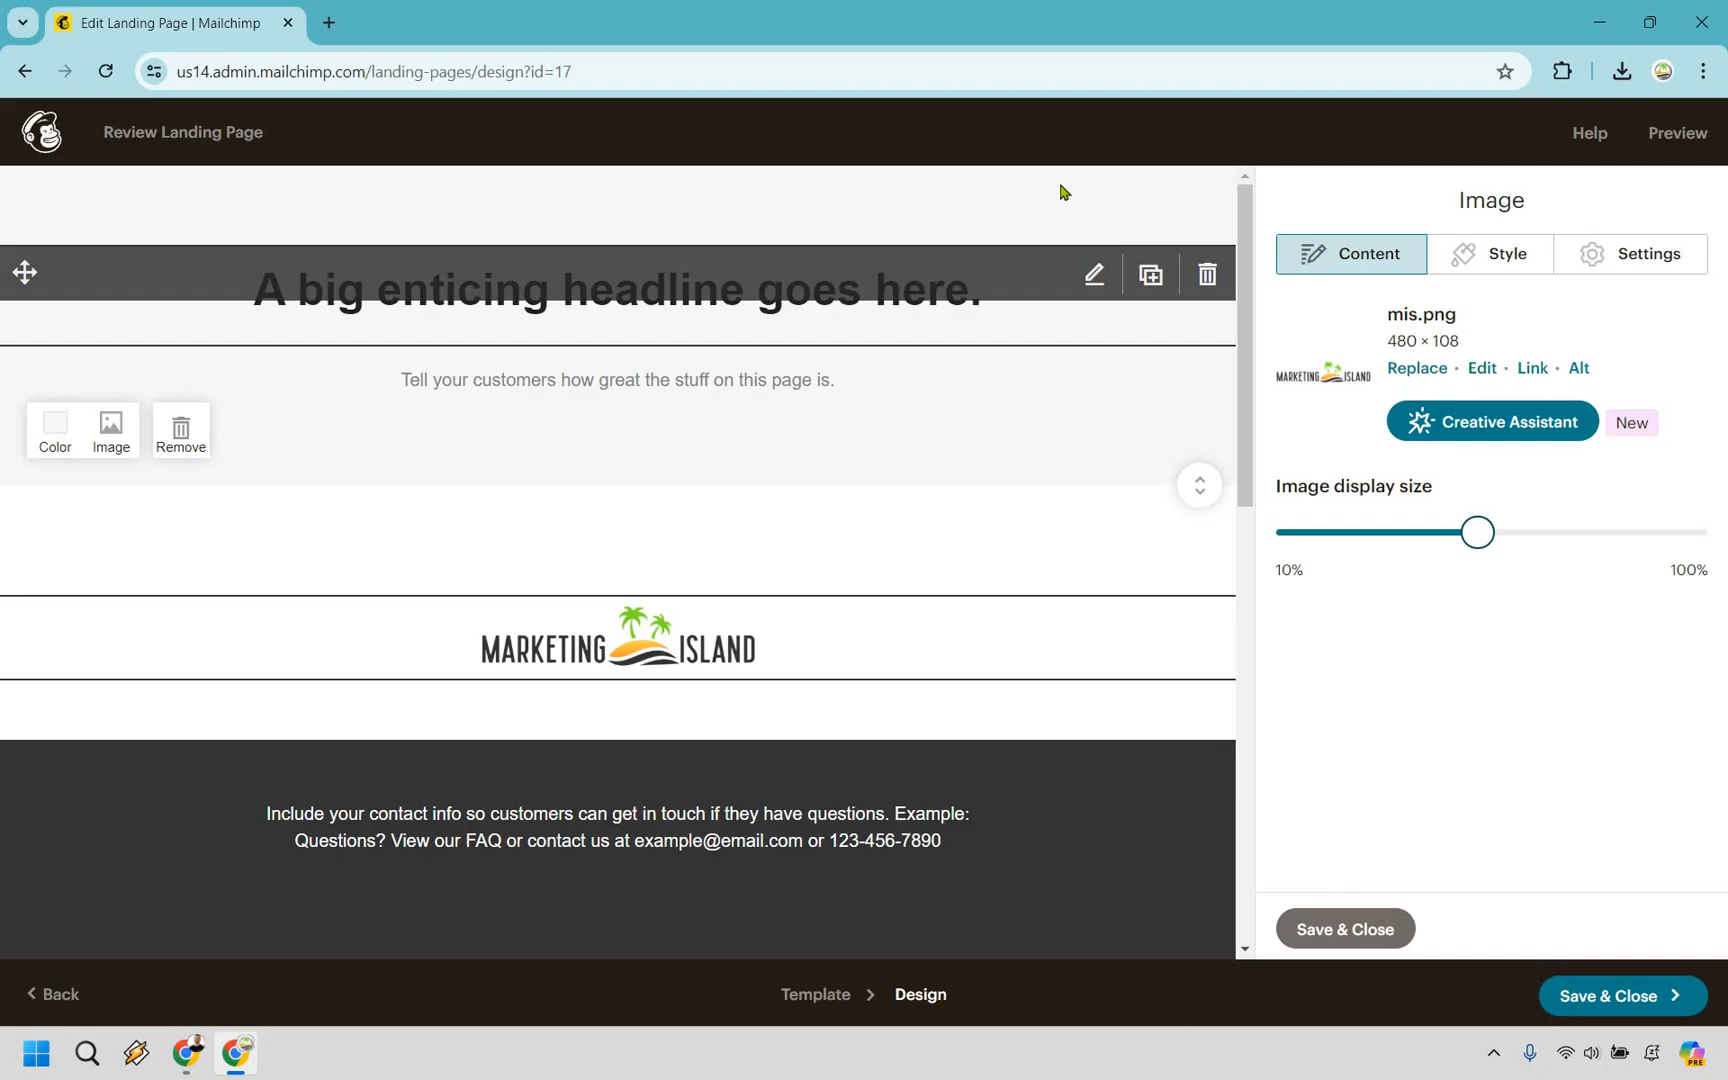 Edit Landing Page | Mailchimp
us14.admin.mailchimp.com/landing-pages/design?id=17
Review Landing Page
Help
Preview
A big enticing headline goes here.
Tell your customers how great the stuff on this page is.
Color
Image
Remove
MARKETING ISLAND
Include your contact info so customers can get in touch if they have questions. Example:
Questions? View our FAQ or contact us at example@email.com or 123-456-7890
Image
Content
Style
Settings
MARKETING ISLAND
mis.png
480 × 108
Replace · Edit · Link · Alt
Creative Assistant
New
Image display size
10%
100%
Save & Close
Back
Template
Design
Save & Close
PRE